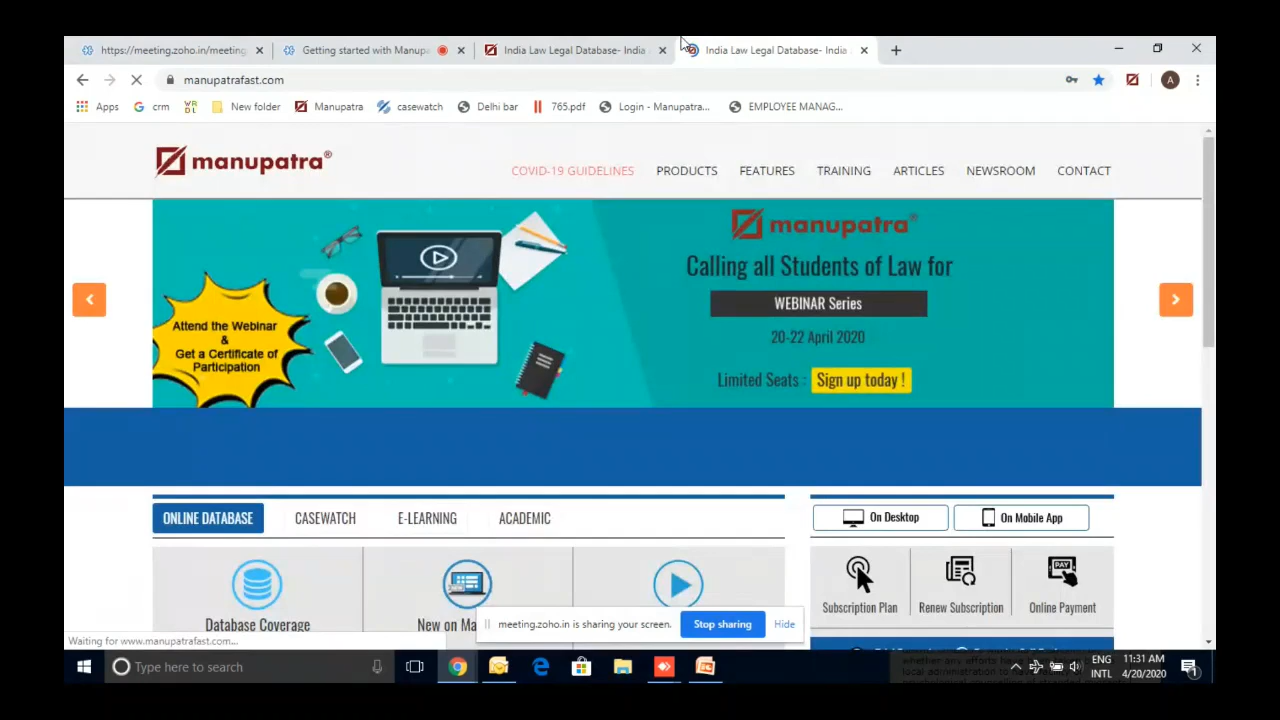 https://meeting.zoho.in/meeting
Getting started with Manupa
India Law Legal Database- India
India Law Legal Database- India
manupatrafast.com
A
Apps
crm
New folder
Manupatra
casewatch
Delhi bar
765.pdf
Login - Manupatra...
EMPLOYEE MANAG...
manupatra®
COVID-19 GUIDELINES
PRODUCTS
FEATURES
TRAINING
ARTICLES
NEWSROOM
CONTACT
manupatra®
Calling all Students of Law for
WEBINAR Series
20-22 April 2020
Limited Seats : Sign up today !
Attend the Webinar
&
Get a Certificate of
Participation
ONLINE DATABASE
CASEWATCH
E-LEARNING
ACADEMIC
On Desktop
On Mobile App
Database Coverage
New on Ma
Subscription Plan
Renew Subscription
Online Payment
PAY
meeting.zoho.in is sharing your screen.
Stop sharing
Hide
Waiting for www.manupatrafast.com...
Type here to search
ENG
INTL
11:31 AM
4/20/2020
1